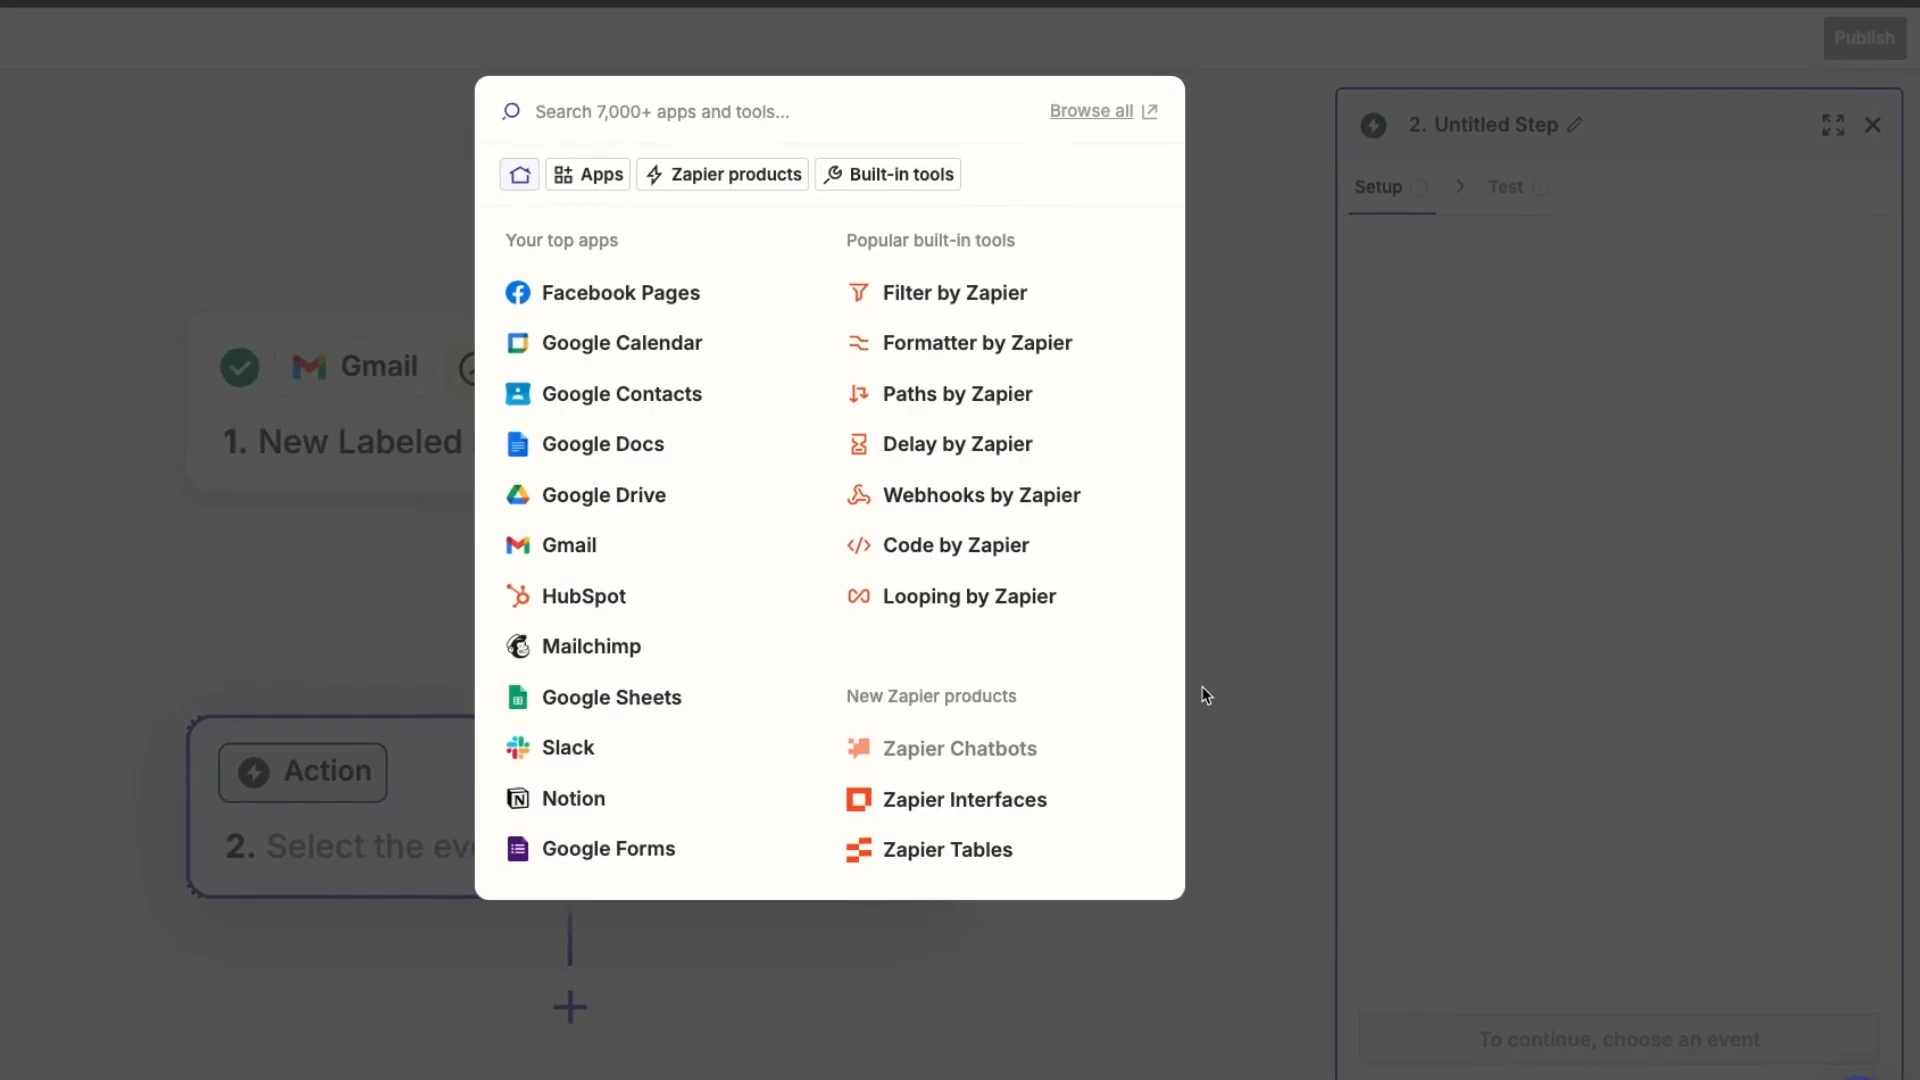 Publish
Search 7,000+ apps and tools...
Browse all
Apps
Zapier products
Built-in tools
Your top apps
Facebook Pages
Google Calendar
Google Contacts
Google Docs
Google Drive
Gmail
HubSpot
Mailchimp
Google Sheets
Slack
Notion
Google Forms
Popular built-in tools
Filter by Zapier
Formatter by Zapier
Paths by Zapier
Delay by Zapier
Webhooks by Zapier
Code by Zapier
Looping by Zapier
New Zapier products
Zapier Chatbots
Zapier Interfaces
Zapier Tables
Gmail
1. New Labeled
Action
2. Select the
2. Untitled Step
Setup
Test
To continue, choose an event